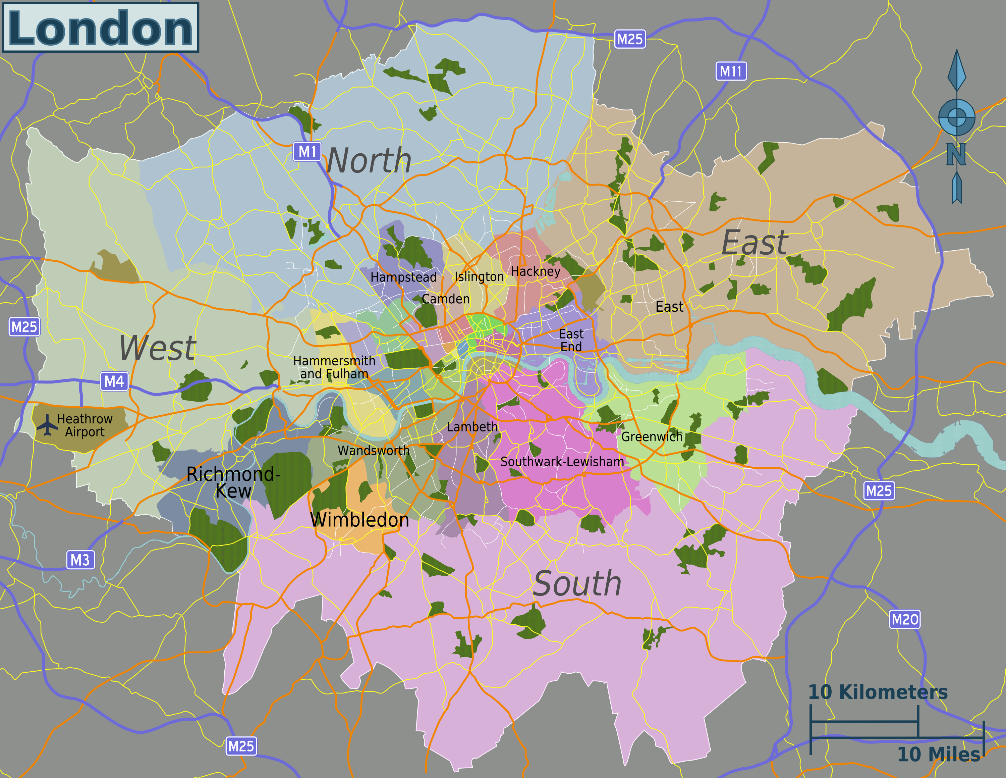 London
M25
M11
M1
North
N
East
Hampstead
Islington
Hackney
Camden
East
M25
West
East
End
Hammersmith
and Fulham
M4
Heathrow
Airport
Lambeth
Greenwich
Wandsworth
Southwark-Lewisham
Richmond-
Kew
M25
Wimbledon
M3
South
M20
10 Kilometers
M25
10 Miles